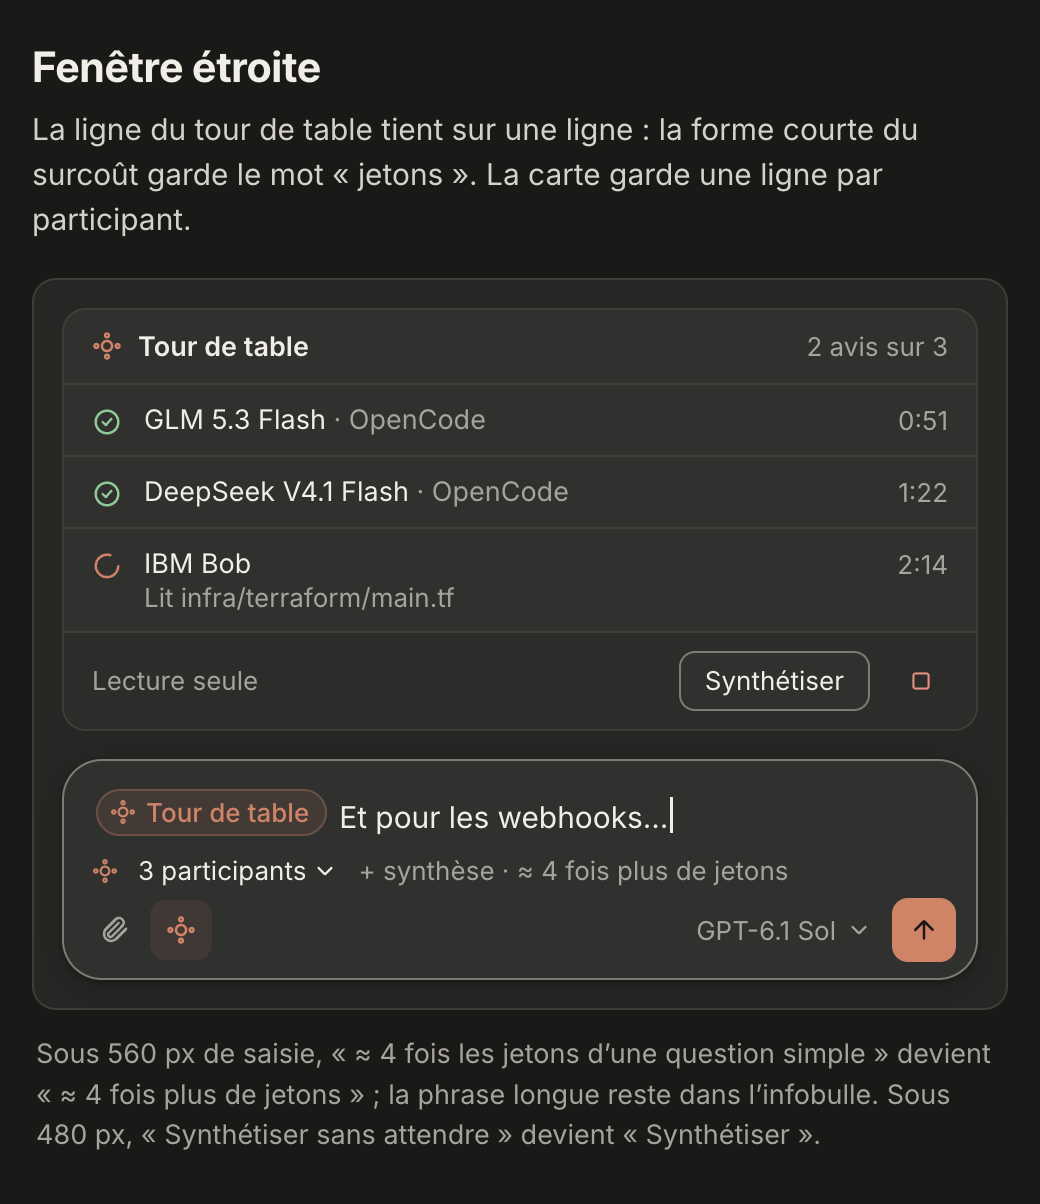 Fenêtre étroite
La ligne du tour de table tient sur une ligne : la forme courte du
surcoût garde le mot « jetons ». La carte garde une ligne par
participant.
Tour de table 2 avis sur 3
GLM 5.3 Flash · OpenCode 0:51
DeepSeek V4.1 Flash · OpenCode 1:22
IBM Bob 2:14
Lit infra/terraform/main.tf
Lecture seule Synthétiser
Tour de table Et pour les webhooks...
3 participants + synthèse · ≈ 4 fois plus de jetons
GPT-6.1 Sol
Sous 560 px de saisie, « ≈ 4 fois les jetons d’une question simple » devient
« ≈ 4 fois plus de jetons » ; la phrase longue reste dans l’infobulle. Sous
480 px, « Synthétiser sans attendre » devient « Synthétiser ».